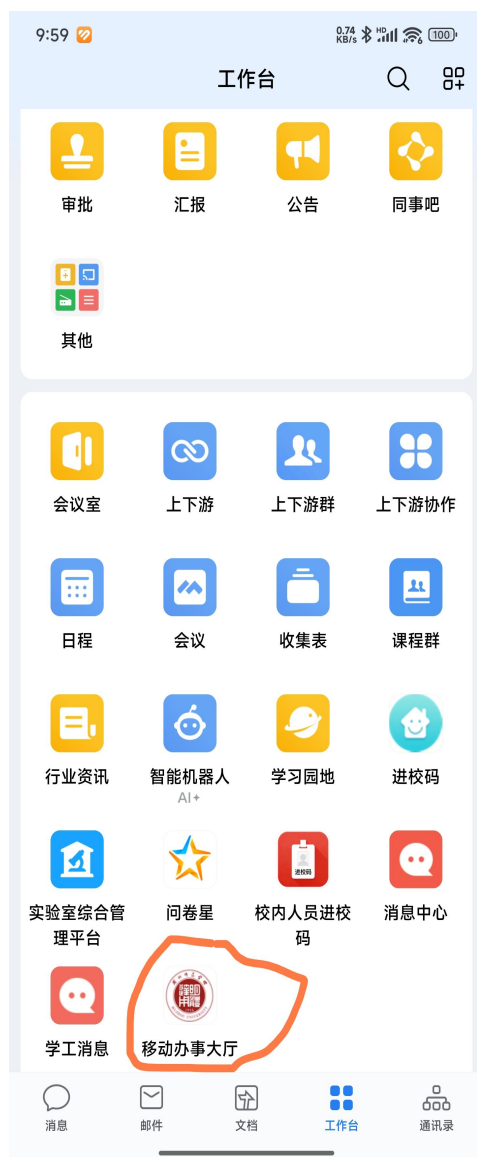 9:59
0.74
KB/s
HD
6
100
工作台
审批
汇报
公告
同事吧
其他
会议室
上下游
上下游群
上下游协作
日程
会议
收集表
课程群
行业资讯
智能机器人
AI+
学习园地
进校码
进校码
实验室综合管
理平台
问卷星
校内人员进校
码
消息中心
学工消息
移动办事大厅
消息
邮件
文档
工作台
通讯录